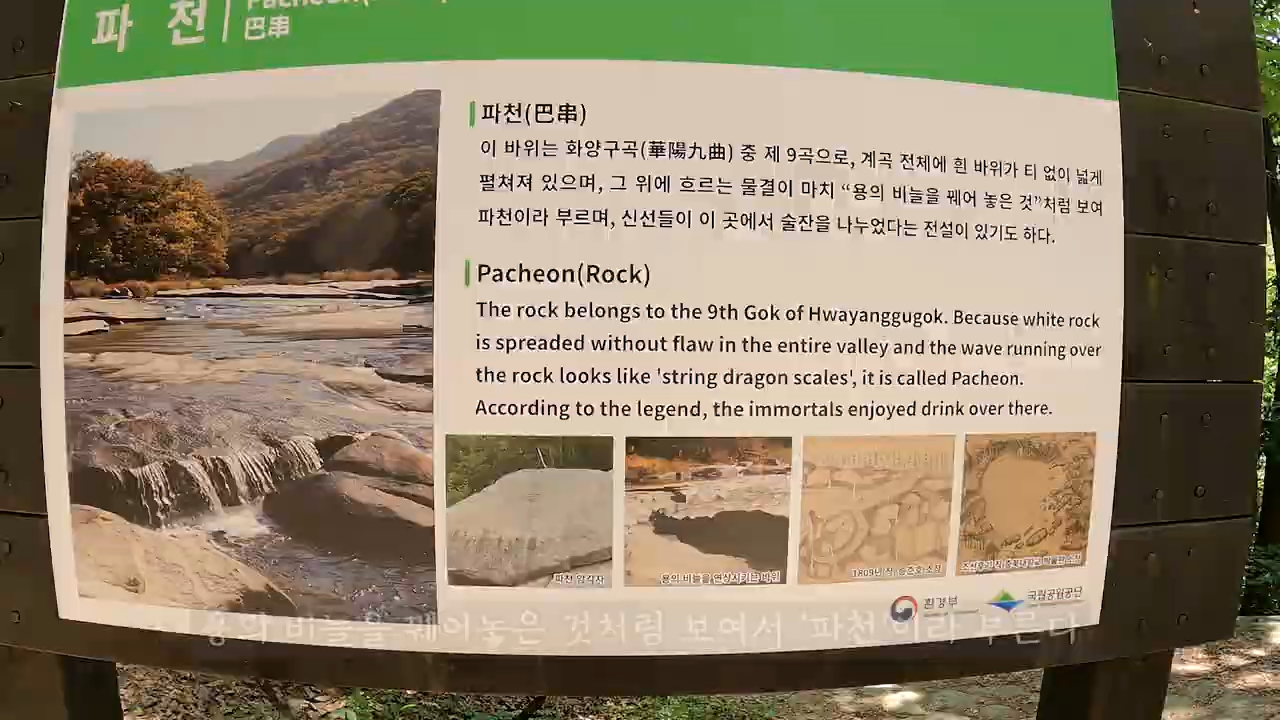 파 천
巴串
파천(巴串)
이 바위는 화양구곡(華陽九曲) 중 제 9곡으로, 계곡 전체에 흰 바위가 티 없이 넓게
펼쳐져 있으며, 그 위에 흐르는 물결이 마치 “용의 비늘을 꿰어 놓은 것”처럼 보여
파천이라 부르며, 신선들이 이 곳에서 술잔을 나누었다는 전설이 있기도 하다.
Pacheon(Rock)
The rock belongs to the 9th Gok of Hwayanggugok. Because white rock
is spreaded without flaw in the entire valley and the wave running over
the rock looks like 'string dragon scales', it is called Pacheon.
According to the legend, the immortals enjoyed drink over there.
파천 암각자
용의 비늘을 연상시키는 바위
1809년 작,
환경부
국립공원공단
용의 비늘을 꿰어놓은 것처럼 보여서 '파천'이라 부른다